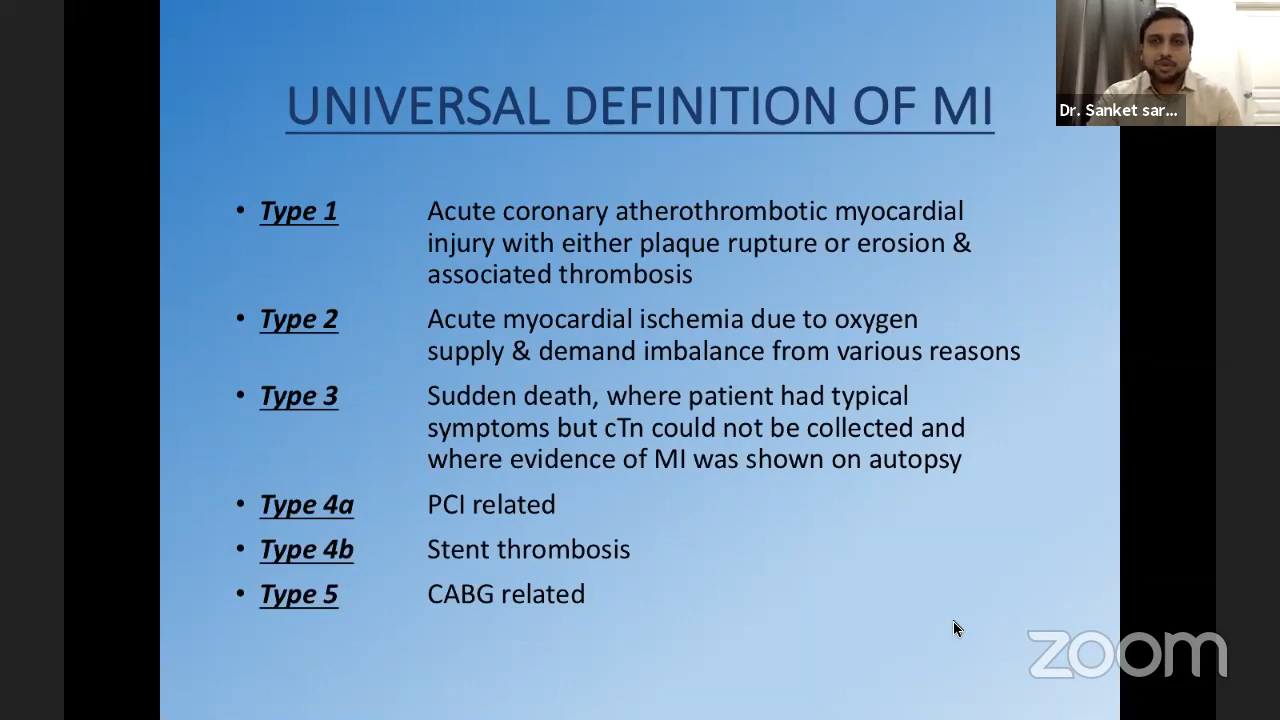 UNIVERSAL DEFINITION OF MI
Dr. Sanket sar...
• Type 1 Acute coronary atherothrombotic myocardial
injury with either plaque rupture or erosion &
associated thrombosis
• Type 2 Acute myocardial ischemia due to oxygen
supply & demand imbalance from various reasons
• Type 3 Sudden death, where patient had typical
symptoms but cTn could not be collected and
where evidence of MI was shown on autopsy
• Type 4a PCI related
• Type 4b Stent thrombosis
• Type 5 CABG related
zoom